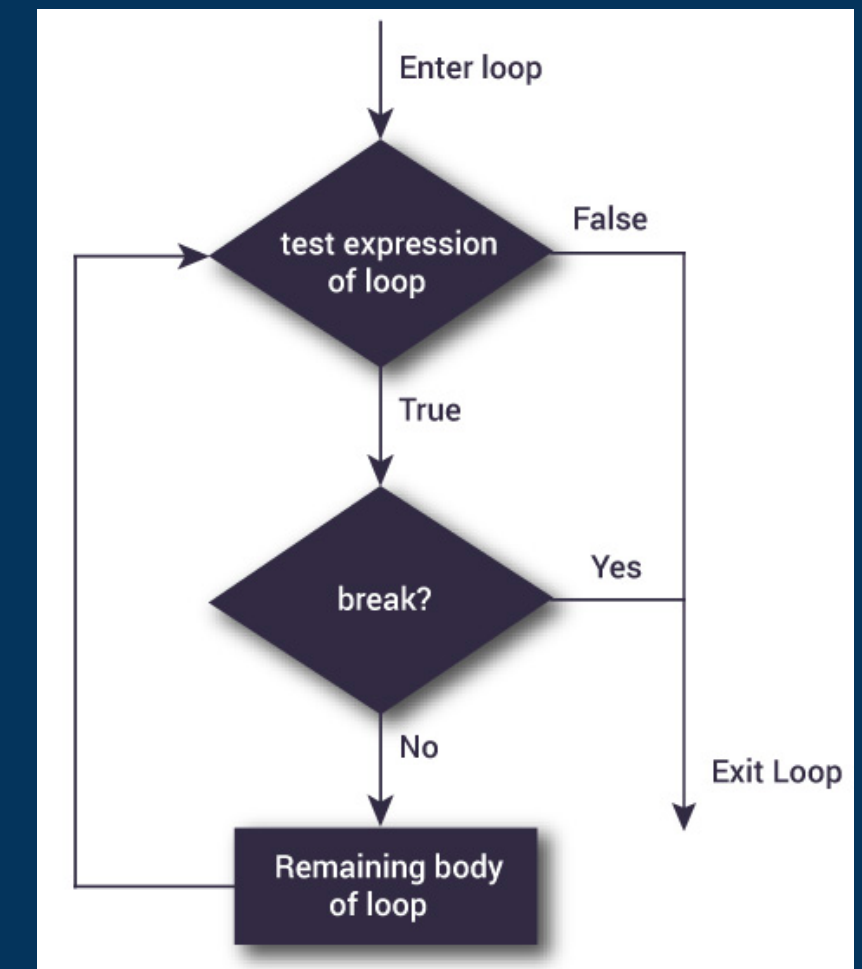 Enter loop
False
test expression
of loop
True
Yes
break?
No
Exit Loop
Remaining body
of loop